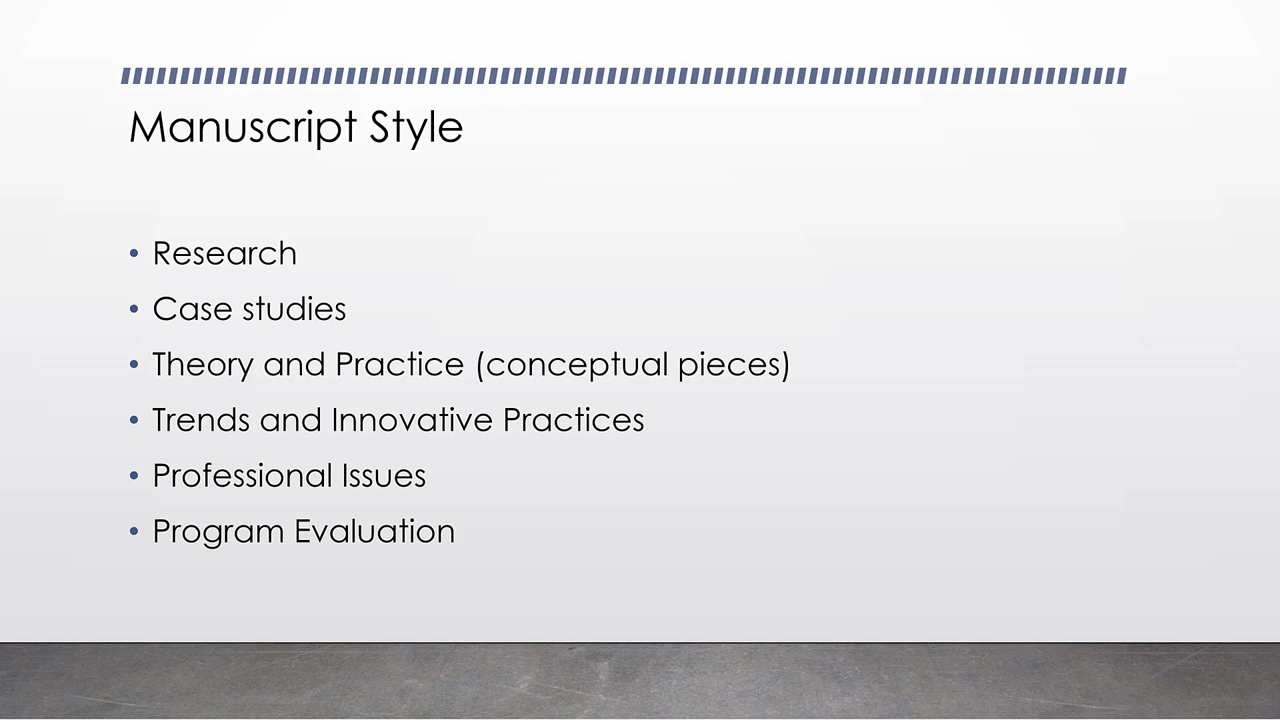 Manuscript Style
• Research
• Case studies
• Theory and Practice (conceptual pieces)
• Trends and Innovative Practices
• Professional Issues
• Program Evaluation